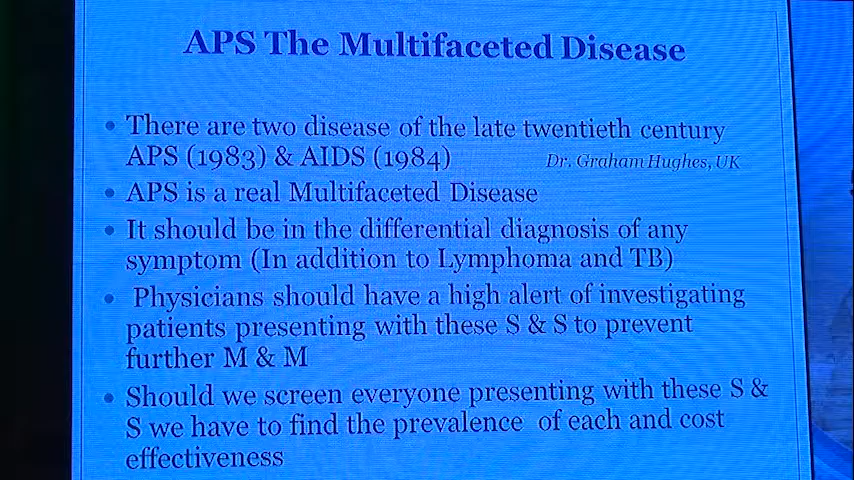 APS The Multifaceted Disease
• There are two disease of the late twentieth century
APS (1983) & AIDS (1984) Dr. Graham Hughes, UK
• APS is a real Multifaceted Disease
• It should be in the differential diagnosis of any
symptom (In addition to Lymphoma and TB)
• Physicians should have a high alert of investigating
patients presenting with these S & S to prevent
further M & M
• Should we screen everyone presenting with these S &
S we have to find the prevalence of each and cost
effectiveness